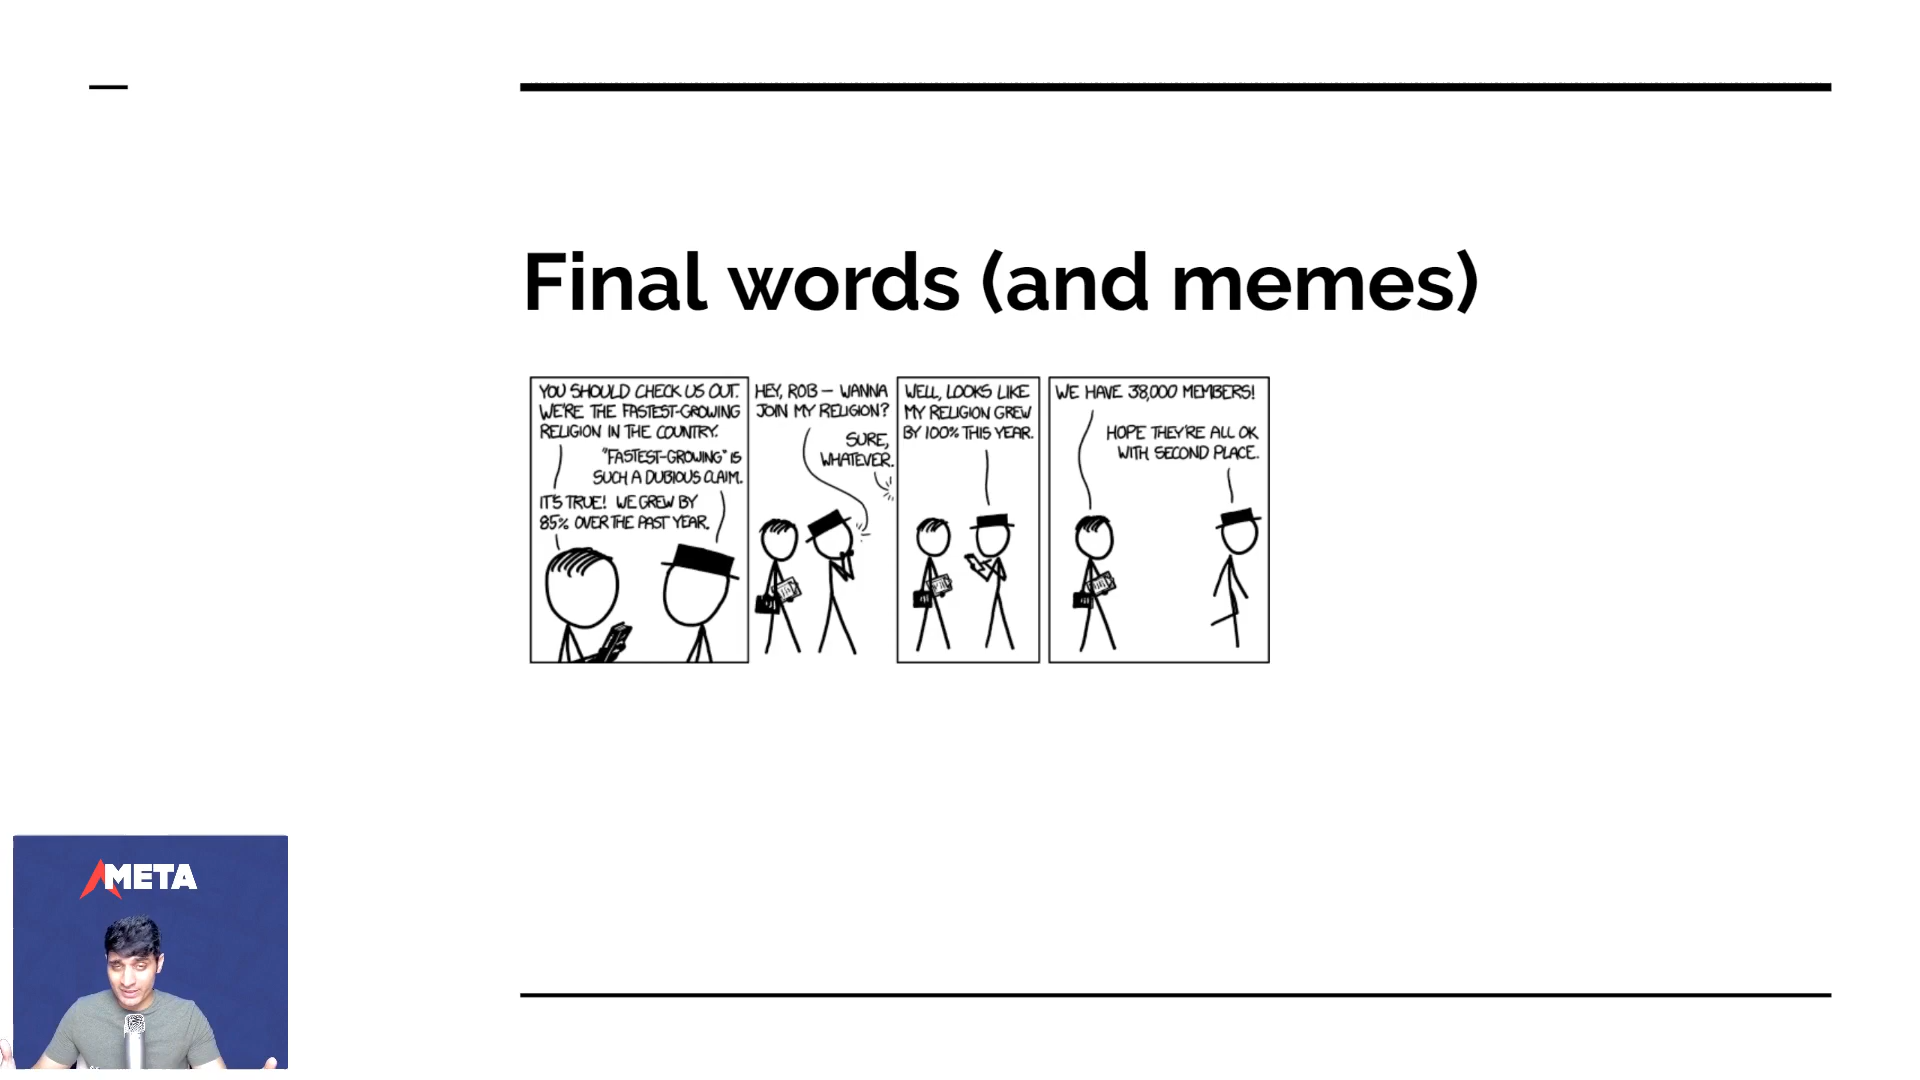 Final words (and memes)
YOU SHOULD CHECK US OUT.
WE'RE THE FASTEST-GROWING
RELIGION IN THE COUNTRY.
"FASTEST-GROWING" IS
SUCH A DUBIOUS CLAIM.
IT'S TRUE! WE GREW BY
85% OVER THE PAST YEAR.
HEY, ROB — WANNA
JOIN MY RELIGION?
SURE,
WHATEVER.
WELL, LOOKS LIKE
MY RELIGION GREW
BY 100% THIS YEAR.
WE HAVE 38,000 MEMBERS!
HOPE THEY'RE ALL OK
WITH SECOND PLACE.
META